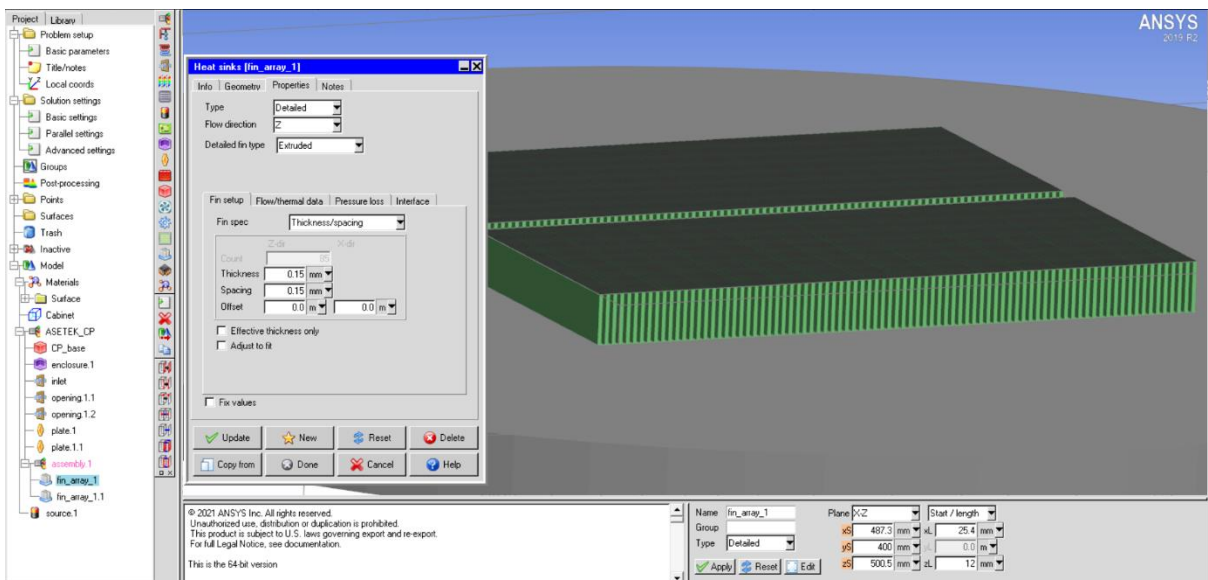 Project Library
Problem setup
Basic parameters
Title/notes
Local coords
Solution settings
Basic settings
Parallel settings
Advanced settings
Groups
Post-processing
Points
Surfaces
Trash
Inactive
Model
Materials
Surface
Cabinet
ASETEK_CP
CP_base
enclosure.1
inlet
opening.1.1
opening.1.2
plate.1
plate.1.1
assembly.1
fin_array_1
fin_array_1.1
source.1
Heat sinks [fin_array_1]
Info Geometry Properties Notes
Type Detailed
Flow direction Z
Detailed fin type Extruded
Fin setup Flow/thermal data Pressure loss Interface
Fin spec Thickness/spacing
Z-dir X-dir
Count 85
Thickness 0.15 mm
Spacing 0.15 mm
Offset 0.0 m 0.0 m
Effective thickness only
Adjust to fit
Fix values
Update New Reset Delete
Copy from Done Cancel Help
ANSYS
2019 R2
© 2021 ANSYS Inc. All rights reserved.
Unauthorized use, distribution or duplication is prohibited.
This product is subject to U.S. laws governing export and re-export.
For full Legal Notice, see documentation.
This is the 64-bit version
Name fin_array_1 Plane X-Z Start / length
Group xS 487.3 mm xL 25.4 mm
Type Detailed yS 400 mm yL 0.0 m
Apply Reset Edit zS 500.5 mm zL 12 mm